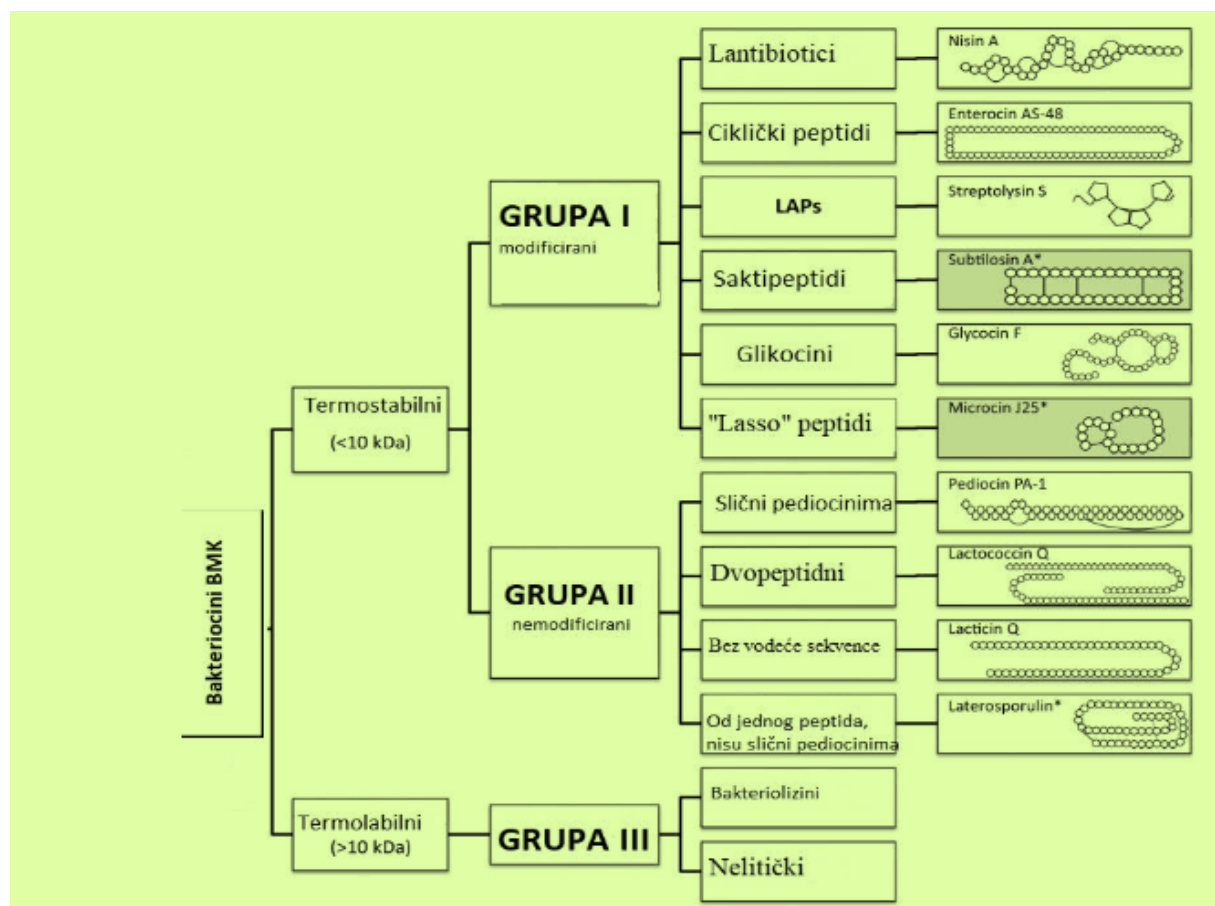 Bakteriocini BMK
Termostabilni
(<10 kDa)
GRUPA I
modificirani
Lantibiotici
Nisin A
Ciklički peptidi
Enterocin AS-48
LAPs
Streptolysin S
Saktipeptidi
Subtilosin A*
Glikocini
Glycocin F
"Lasso" peptidi
Microcin J25*
GRUPA II
nemodificirani
Slični pediocinima
Pediocin PA-1
Dvopeptidni
Lactococcin Q
Bez vođeće sekvence
Lacticin Q
Od jednog peptida,
nisu slični pediocinima
Laterosporulin*
Termolabilni
(>10 kDa)
GRUPA III
Bakteriolizini
Nelitički